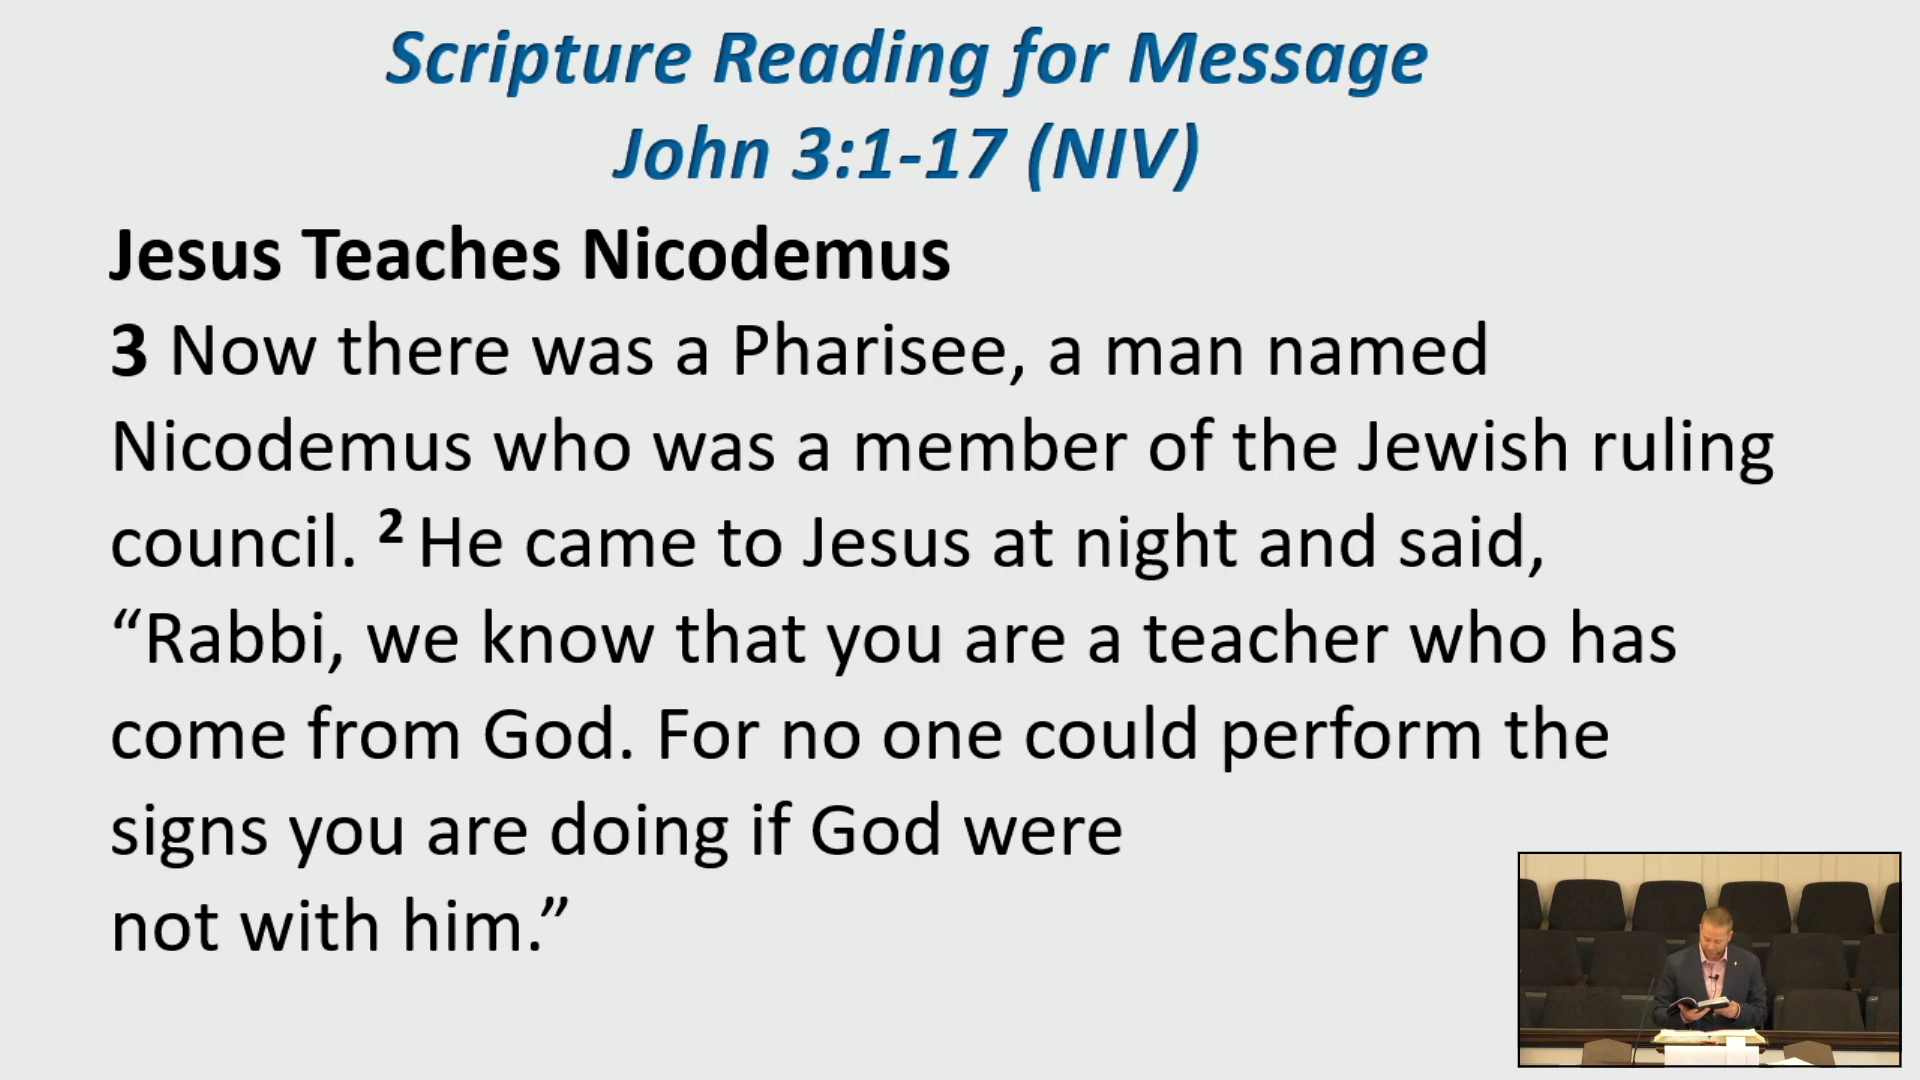 Scripture Reading for Message
John 3:1-17 (NIV)
Jesus Teaches Nicodemus
3 Now there was a Pharisee, a man named
Nicodemus who was a member of the Jewish ruling
council. 2 He came to Jesus at night and said,
“Rabbi, we know that you are a teacher who has
come from God. For no one could perform the
signs you are doing if God were
not with him.”